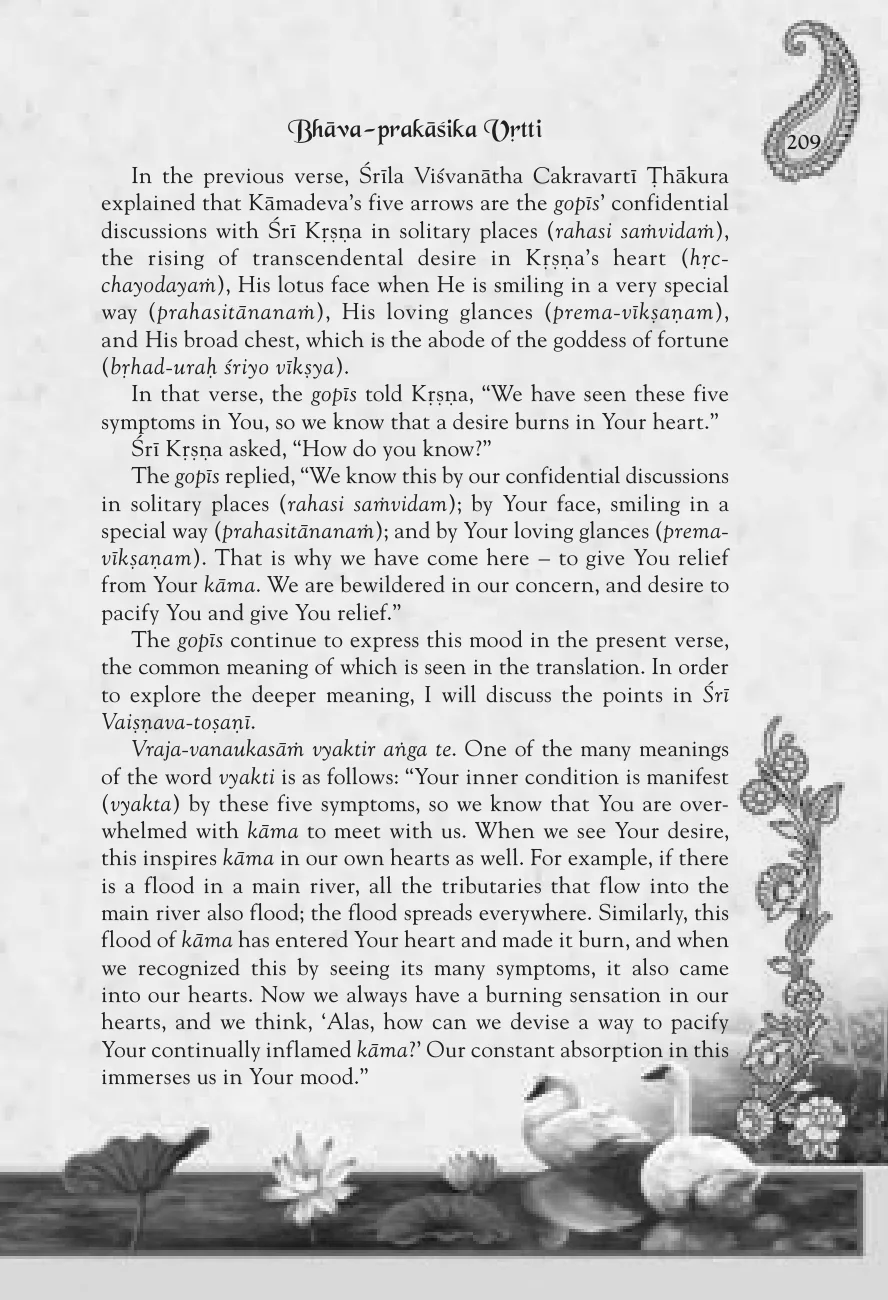 209
Bhāva-prakāśika Vṛtti
In the previous verse, Śrīla Viśvanātha Cakravartī Ṭhākura
explained that Kāmadeva’s five arrows are the gopīs’ confidential
discussions with Śrī Kṛṣṇa in solitary places (rahasi saṁvidaṁ),
the rising of transcendental desire in Kṛṣṇa’s heart (hṛc-
chayodayaṁ), His lotus face when He is smiling in a very special
way (prahasitānanaṁ), His loving glances (prema-vīkṣaṇam),
and His broad chest, which is the abode of the goddess of fortune
(bṛhad-uraḥ śriyo vīkṣya).
In that verse, the gopīs told Kṛṣṇa, “We have seen these five
symptoms in You, so we know that a desire burns in Your heart.”
Śrī Kṛṣṇa asked, “How do you know?”
The gopīs replied, “We know this by our confidential discussions
in solitary places (rahasi saṁvidam); by Your face, smiling in a
special way (prahasitānanaṁ); and by Your loving glances (prema-
vīkṣaṇam). That is why we have come here – to give You relief
from Your kāma. We are bewildered in our concern, and desire to
pacify You and give You relief.”
The gopīs continue to express this mood in the present verse,
the common meaning of which is seen in the translation. In order
to explore the deeper meaning, I will discuss the points in Śrī
Vaiṣṇava-toṣaṇī.
Vraja-vanaukasāṁ vyaktir aṅga te. One of the many meanings
of the word vyakti is as follows: “Your inner condition is manifest
(vyakta) by these five symptoms, so we know that You are over-
whelmed with kāma to meet with us. When we see Your desire,
this inspires kāma in our own hearts as well. For example, if there
is a flood in a main river, all the tributaries that flow into the
main river also flood; the flood spreads everywhere. Similarly, this
flood of kāma has entered Your heart and made it burn, and when
we recognized this by seeing its many symptoms, it also came
into our hearts. Now we always have a burning sensation in our
hearts, and we think, ‘Alas, how can we devise a way to pacify
Your continually inflamed kāma?’ Our constant absorption in this
immerses us in Your mood.”